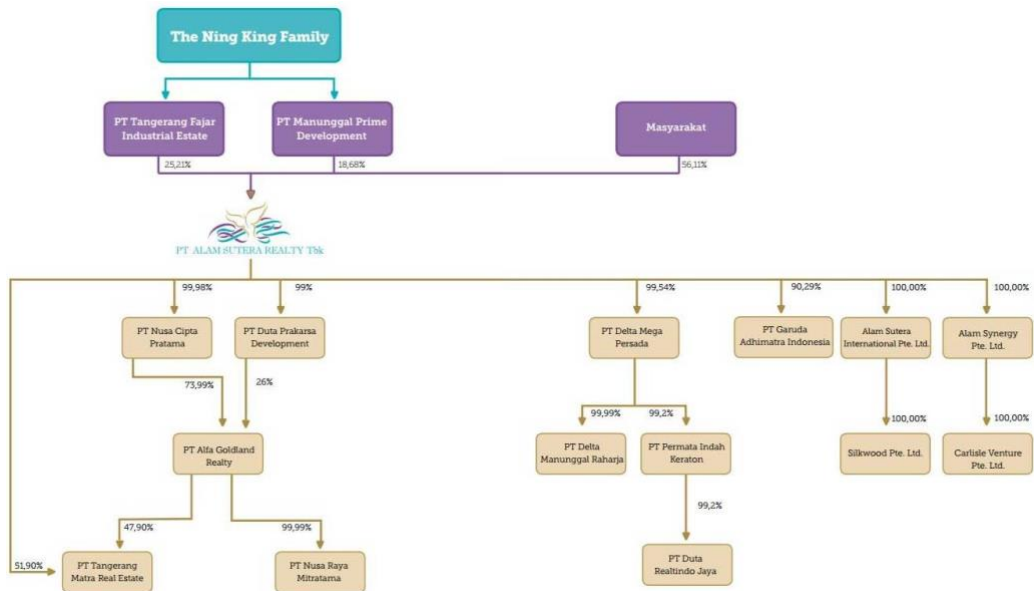 The Ning King Family
PT Tangerang Fajar
Industrial Estate
PT Manunggal Prime
Development
Masyarakat
25,21%
18,68%
56,11%
PT ALAM SUTERA REALTY Tbk
99,98%
99%
99,54%
90,29%
100,00%
100,00%
PT Nusa Cipta
Pratama
PT Duta Prakarsa
Development
PT Delta Mega
Persada
PT Garuda
Adhimatra Indonesia
Alam Sutera
International Pte. Ltd.
Alam Synergy
Pte. Ltd.
73,99%
26%
99,99%
99,2%
100,00%
100,00%
PT Alfa Goldland
Realty
PT Delta
Manunggal Raharja
PT Permata Indah
Keraton
Silkwood Pte. Ltd.
Carlisle Venture
Pte. Ltd.
47,90%
99,99%
99,2%
51,90%
PT Tangerang
Matra Real Estate
PT Nusa Raya
Mitratama
PT Duta
Realtindo Jaya